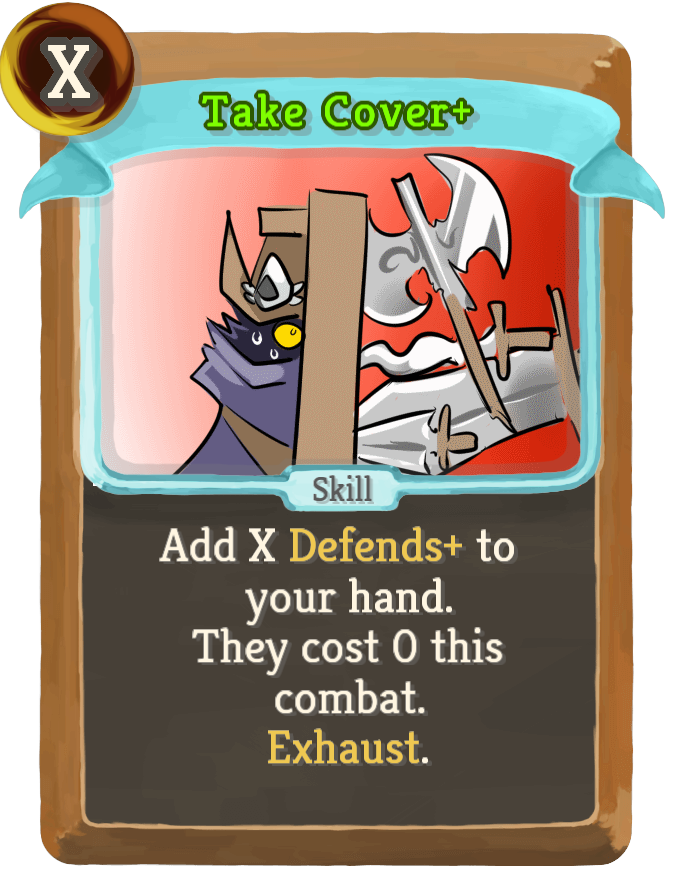 X
Take Cover+
Skill
Add X Defends+ to
your hand.
They cost 0 this
combat.
Exhaust.